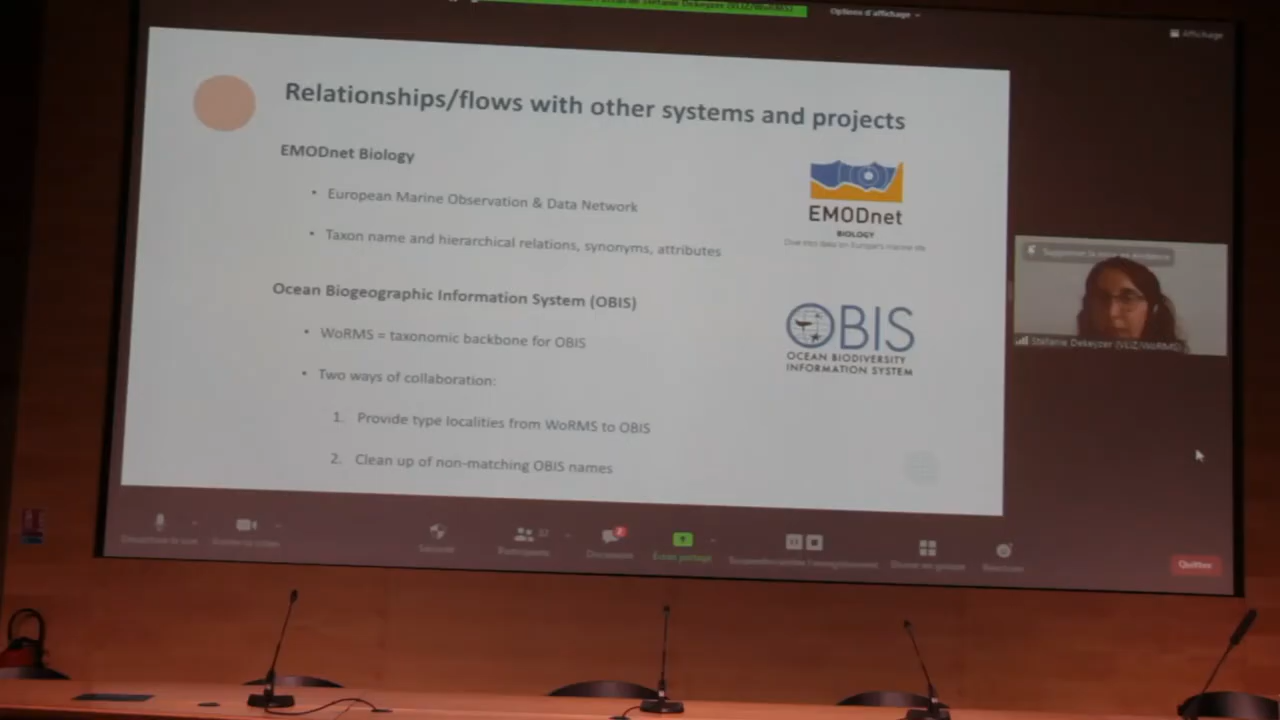 Options d'affichage
Affichage
Relationships/flows with other systems and projects
EMODnet Biology
• European Marine Observation & Data Network
• Taxon name and hierarchical relations, synonyms, attributes
EMODnet
BIOLOGY
Ocean Biogeographic Information System (OBIS)
• WoRMS = taxonomic backbone for OBIS
• Two ways of collaboration:
1. Provide type localities from WoRMS to OBIS
2. Clean up of non-matching OBIS names
OBIS
OCEAN BIODIVERSITY
INFORMATION SYSTEM
Stefanie Dekeyzer (VLIZ/WoRMS)
Participants
Quitter